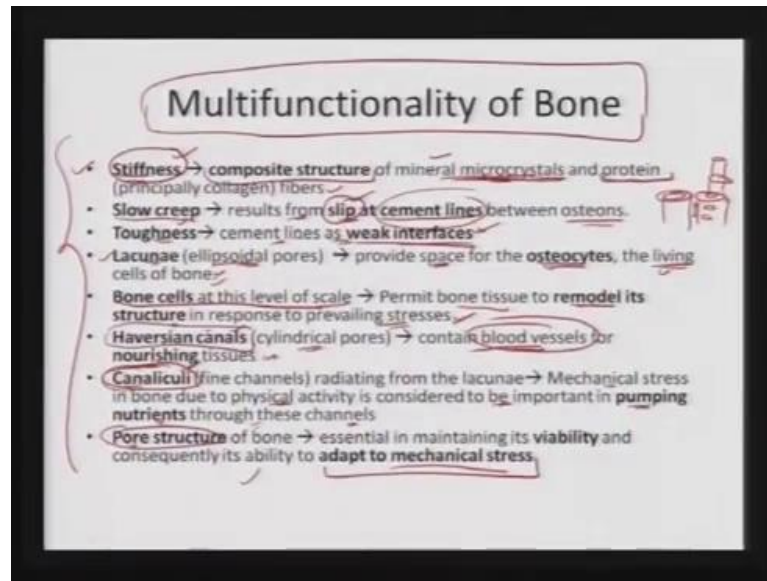 Multifunctionality of Bone
• Stiffness → composite structure of mineral microcrystals and protein
(principally collagen) fibers
• Slow creep → results from slip at cement lines between osteons.
• Toughness → cement lines as weak interfaces
• Lacunae (ellipsoidal pores) → provide space for the osteocytes, the living
cells of bone
• Bone cells at this level of scale → Permit bone tissue to remodel its
structure in response to prevailing stresses
• Haversian canals (cylindrical pores) → contain blood vessels for
nourishing tissues
• Canaliculi (fine channels) radiating from the lacunae → Mechanical stress
in bone due to physical activity is considered to be important in pumping
nutrients through these channels
• Pore structure of bone → essential in maintaining its viability and
consequently its ability to adapt to mechanical stress